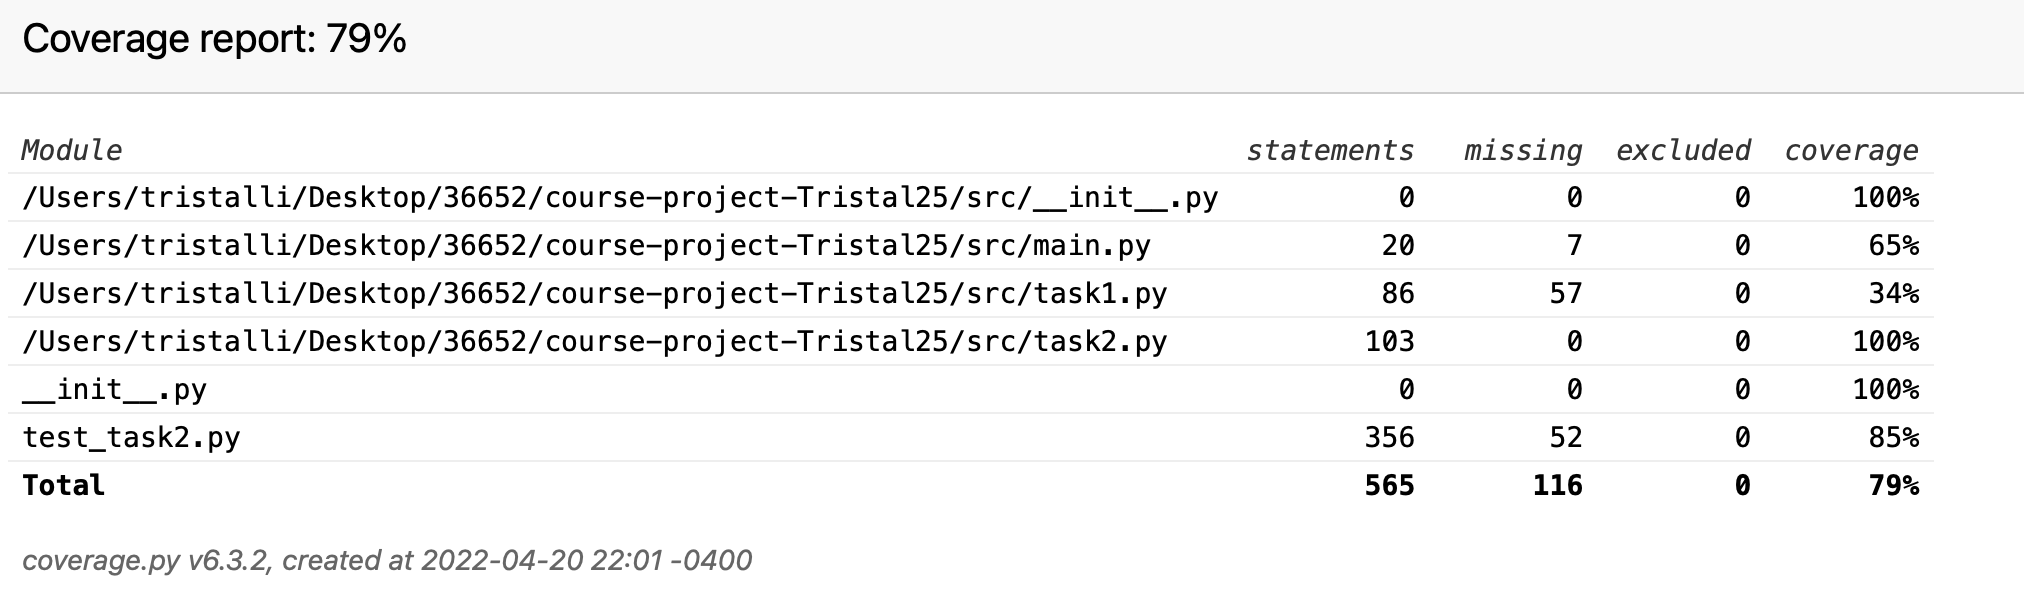 Coverage report: 79%
Module statements missing excluded coverage
/Users/tristalli/Desktop/36652/course-project-Tristal25/src/__init__.py 0 0 0 100%
/Users/tristalli/Desktop/36652/course-project-Tristal25/src/main.py 20 7 0 65%
/Users/tristalli/Desktop/36652/course-project-Tristal25/src/task1.py 86 57 0 34%
/Users/tristalli/Desktop/36652/course-project-Tristal25/src/task2.py 103 0 0 100%
__init__.py 0 0 0 100%
test_task2.py 356 52 0 85%
Total 565 116 0 79%
coverage.py v6.3.2, created at 2022-04-20 22:01 -0400